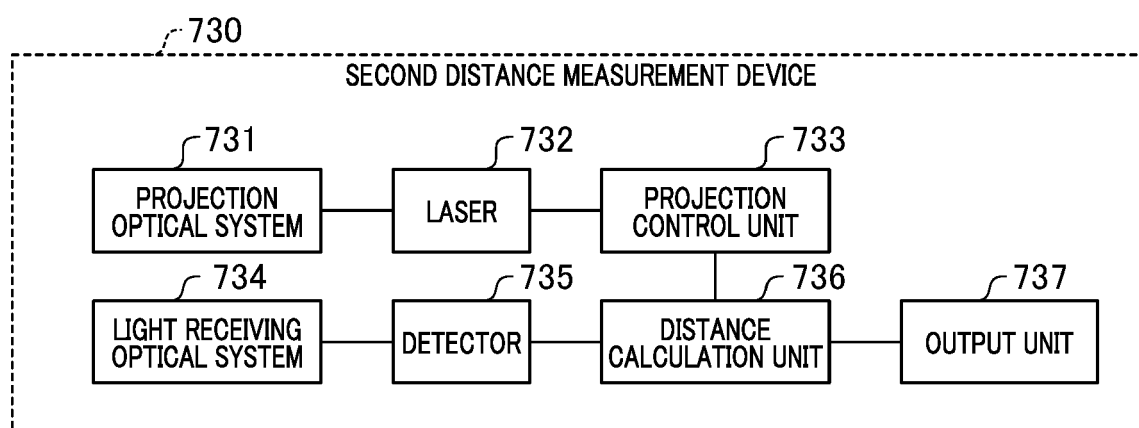 730
SECOND DISTANCE MEASUREMENT DEVICE
731
732
733
PROJECTION
OPTICAL SYSTEM
LASER
PROJECTION
CONTROL UNIT
734
735
736
737
LIGHT RECEIVING
OPTICAL SYSTEM
DETECTOR
DISTANCE
CALCULATION UNIT
OUTPUT UNIT